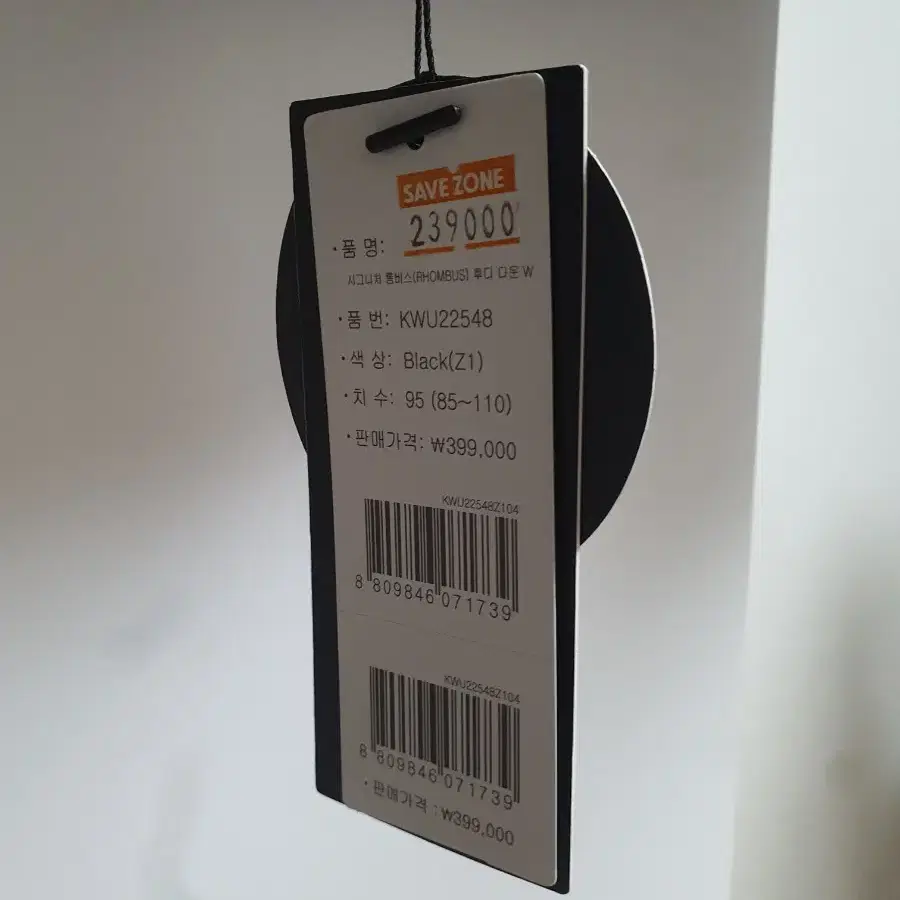 SAVE ZONE
239000
·품 명:
시그니처 롬버스(RHOMBUS) 후디 다운 W
·품 번: KWU22548
·색 상: Black(Z1)
·치 수: 95 (85~110)
·판매가격: ₩399,000
KWU22548Z104
8 809846 071739
KWU22548Z104
8 809846 071739
·판매가격 : ₩399,000